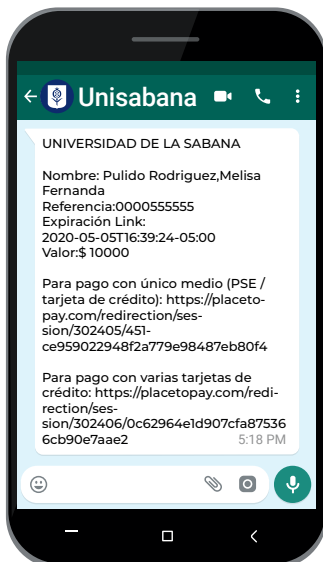 Unisabana
UNIVERSIDAD DE LA SABANA
Nombre: Pulido Rodriguez,Melisa
Fernanda
Referencia:0000555555
Expiración Link:
2020-05-05T16:39:24-05:00
Valor:$ 10000
Para pago con único medio (PSE /
tarjeta de crédito): https://placeto-
pay.com/redirection/ses-
sion/302405/451-
ce959022948f2a779e98487eb80f4
Para pago con varias tarjetas de
crédito: https://placetopay.com/redi-
rection/ses-
sion/302406/0c62964e1d907cfa87536
6cb90e7aae2
5:18 PM